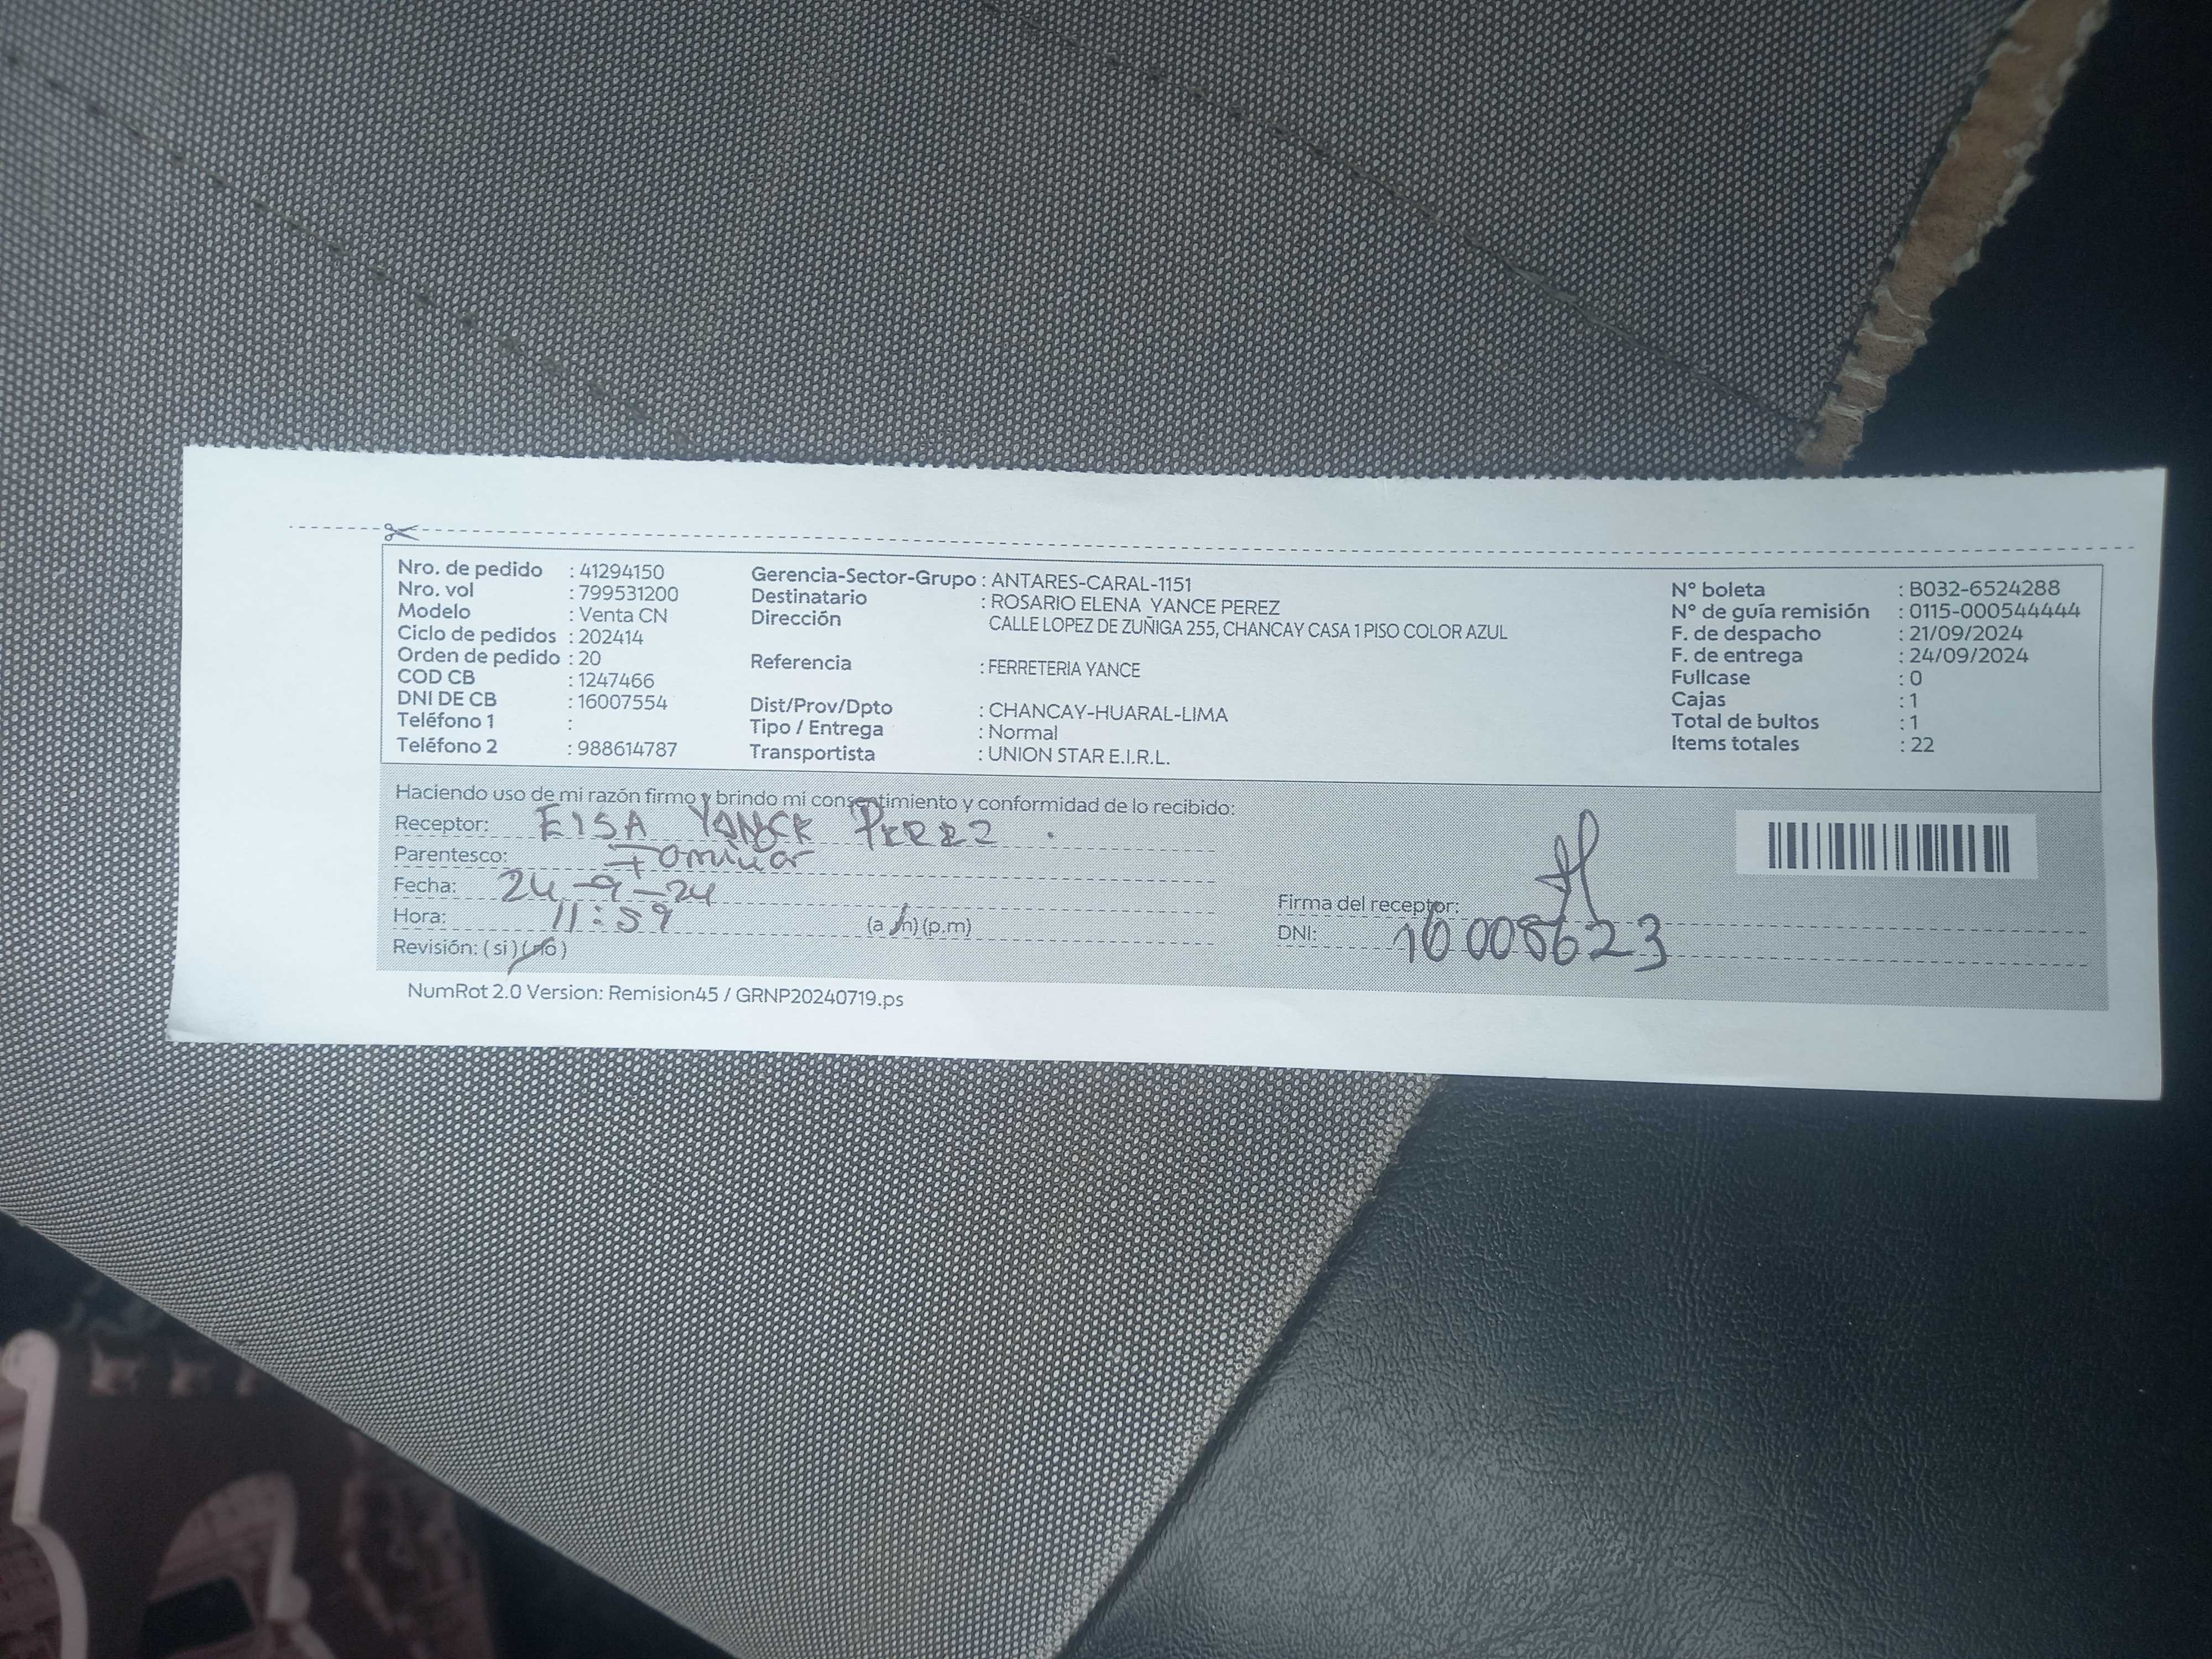 Nro. de pedido : 41294150
Nro. vol : 799531200
Modelo : Venta CN
Ciclo de pedidos : 202414
Orden de pedido : 20
COD CB : 1247466
DNI DE CB : 16007554
Teléfono 1 :
Teléfono 2 : 988614787
Gerencia-Sector-Grupo : ANTARES-CARAL-1151
Destinatario : ROSARIO ELENA YANCE PEREZ
Dirección CALLE LOPEZ DE ZUÑIGA 255, CHANCAY CASA 1 PISO COLOR AZUL
Referencia : FERRETERIA YANCE
Dist/Prov/Dpto : CHANCAY-HUARAL-LIMA
Tipo / Entrega : Normal
Transportista : UNION STAR E.I.R.L.
N° boleta : B032-6524288
N° de guía remisión : 0115-000544444
F. de despacho : 21/09/2024
F. de entrega : 24/09/2024
Fullcase : 0
Cajas : 1
Total de bultos : 1
Items totales : 22
Haciendo uso de mi razón firmo y brindo mi consentimiento y conformidad de lo recibido:
Receptor: ElSA YANCE PEREZ
Parentesco: Familiar
Fecha: 24-9-24
Hora: 11:59 (a.m) (p.m)
Revisión: (si) (no)
Firma del receptor:
DNI: 16008623
NumRot 2.0 Version: Remision45 / GRNP20240719.ps